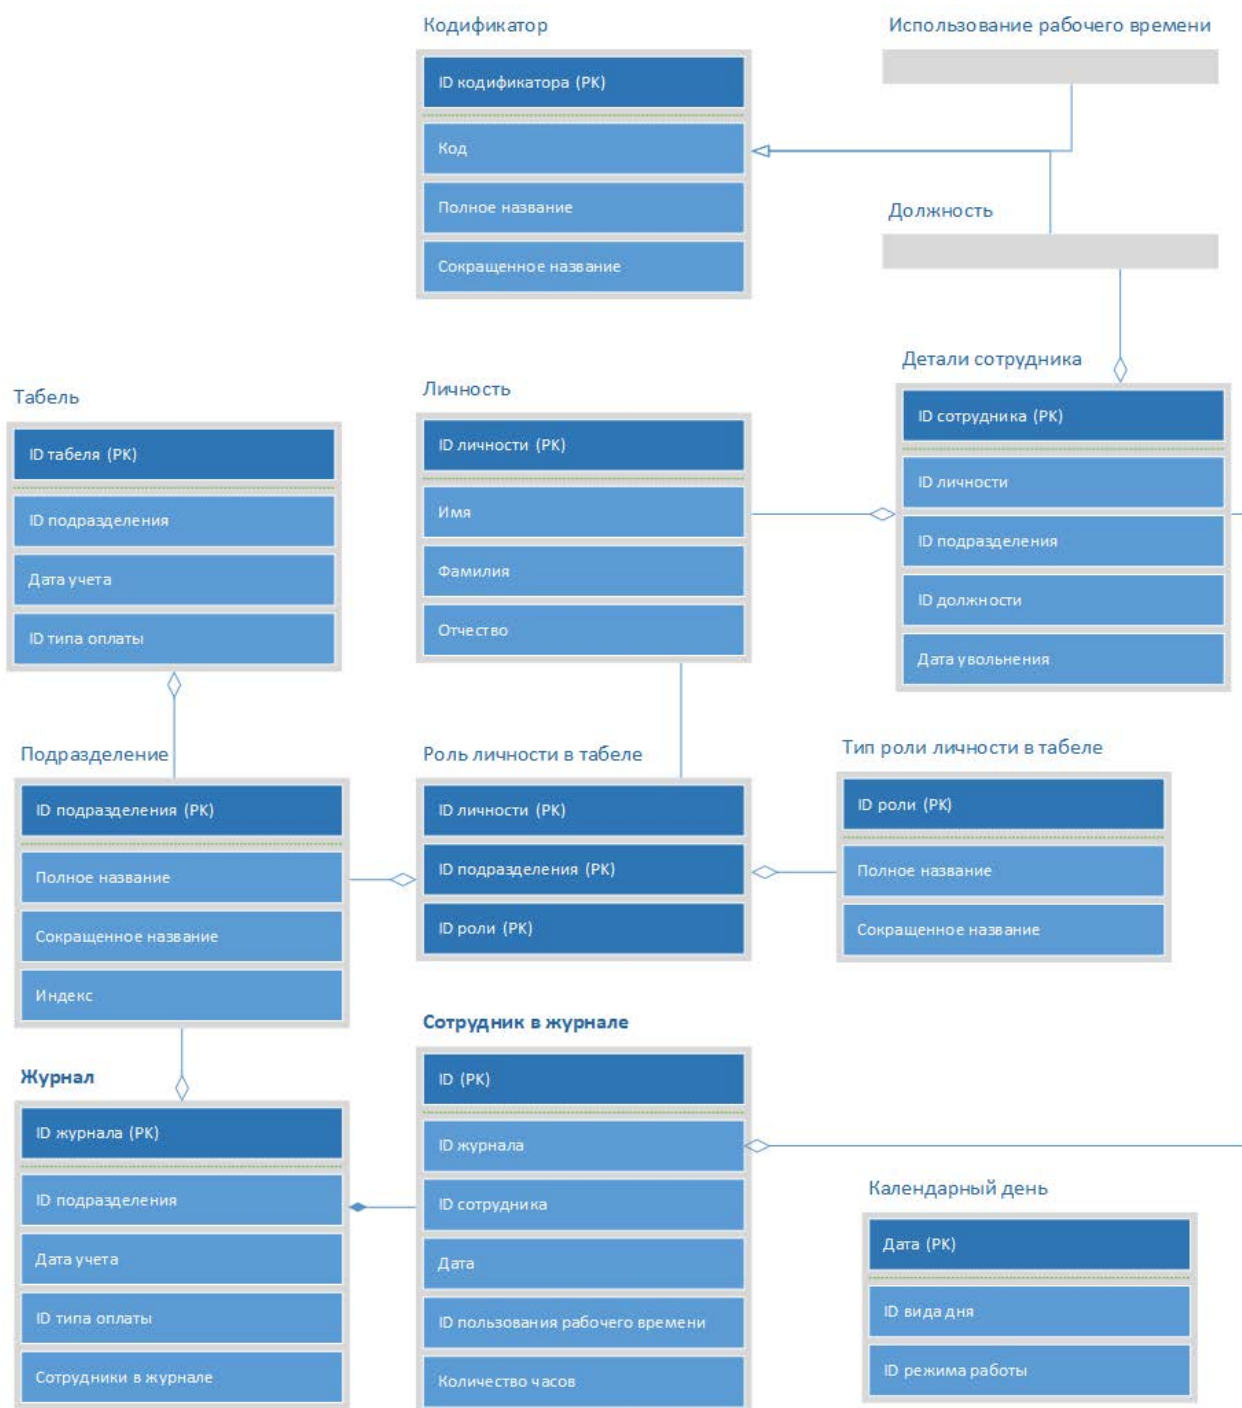 Кодификатор
ID кодификатора (PK)
Код
Полное название
Сокращенное название
Использование рабочего времени
Должность
Табель
ID табеля (PK)
ID подразделения
Дата учета
ID типа оплаты
Личность
ID личности (PK)
Имя
Фамилия
Отчество
Детали сотрудника
ID сотрудника (PK)
ID личности
ID подразделения
ID должности
Дата увольнения
Подразделение
ID подразделения (PK)
Полное название
Сокращенное название
Индекс
Роль личности в табеле
ID личности (PK)
ID подразделения (PK)
ID роли (PK)
Тип роли личности в табеле
ID роли (PK)
Полное название
Сокращенное название
Журнал
ID журнала (PK)
ID подразделения
Дата учета
ID типа оплаты
Сотрудники в журнале
Сотрудник в журнале
ID (PK)
ID журнала
ID сотрудника
Дата
ID пользования рабочего времени
Количество часов
Календарный день
Дата (PK)
ID вида дня
ID режима работы